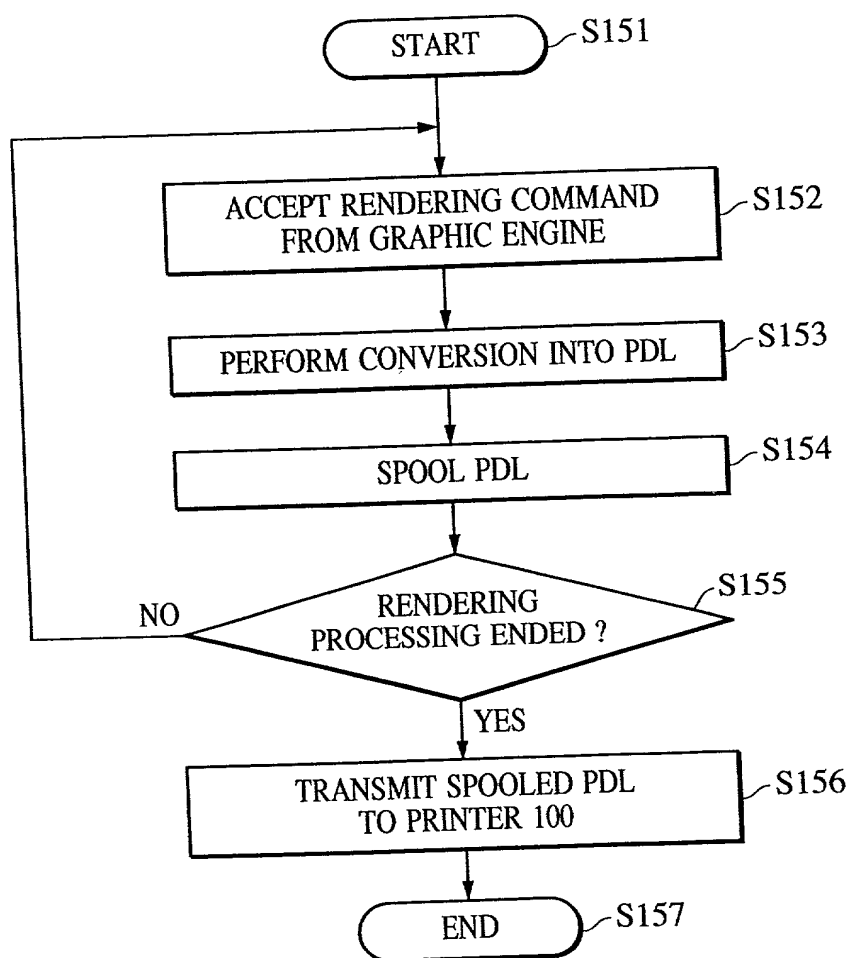 START
S151
ACCEPT RENDERING COMMAND
FROM GRAPHIC ENGINE
S152
PERFORM CONVERSION INTO PDL
S153
SPOOL PDL
S154
RENDERING
PROCESSING ENDED ?
S155
NO
YES
TRANSMIT SPOOLED PDL
TO PRINTER 100
S156
END
S157